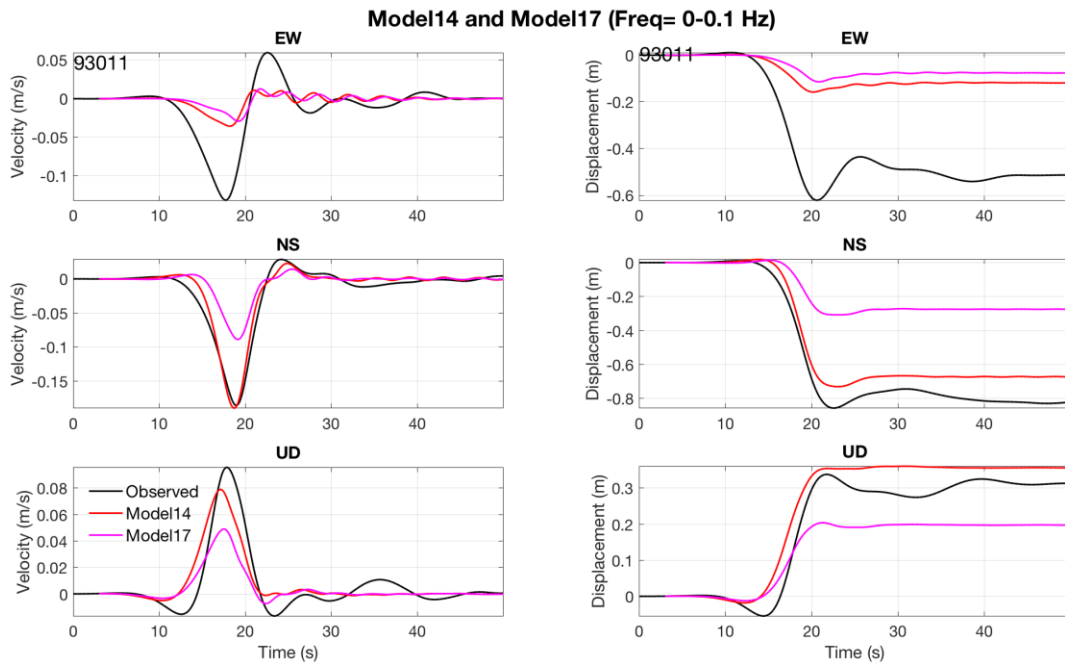 Model14 and Model17 (Freq= 0-0.1 Hz)
EW
93011
0.05
0
-0.05
-0.1
Velocity (m/s)
0 10 20 30 40
EW
93011
0
-0.2
-0.4
-0.6
Displacement (m)
0 10 20 30 40
NS
0
-0.05
-0.1
-0.15
Velocity (m/s)
0 10 20 30 40
NS
0
-0.2
-0.4
-0.6
-0.8
Displacement (m)
0 10 20 30 40
UD
0.08
0.06
0.04
0.02
0
Velocity (m/s)
Observed
Model14
Model17
0 10 20 30 40
Time (s)
UD
0.3
0.2
0.1
0
Displacement (m)
0 10 20 30 40
Time (s)